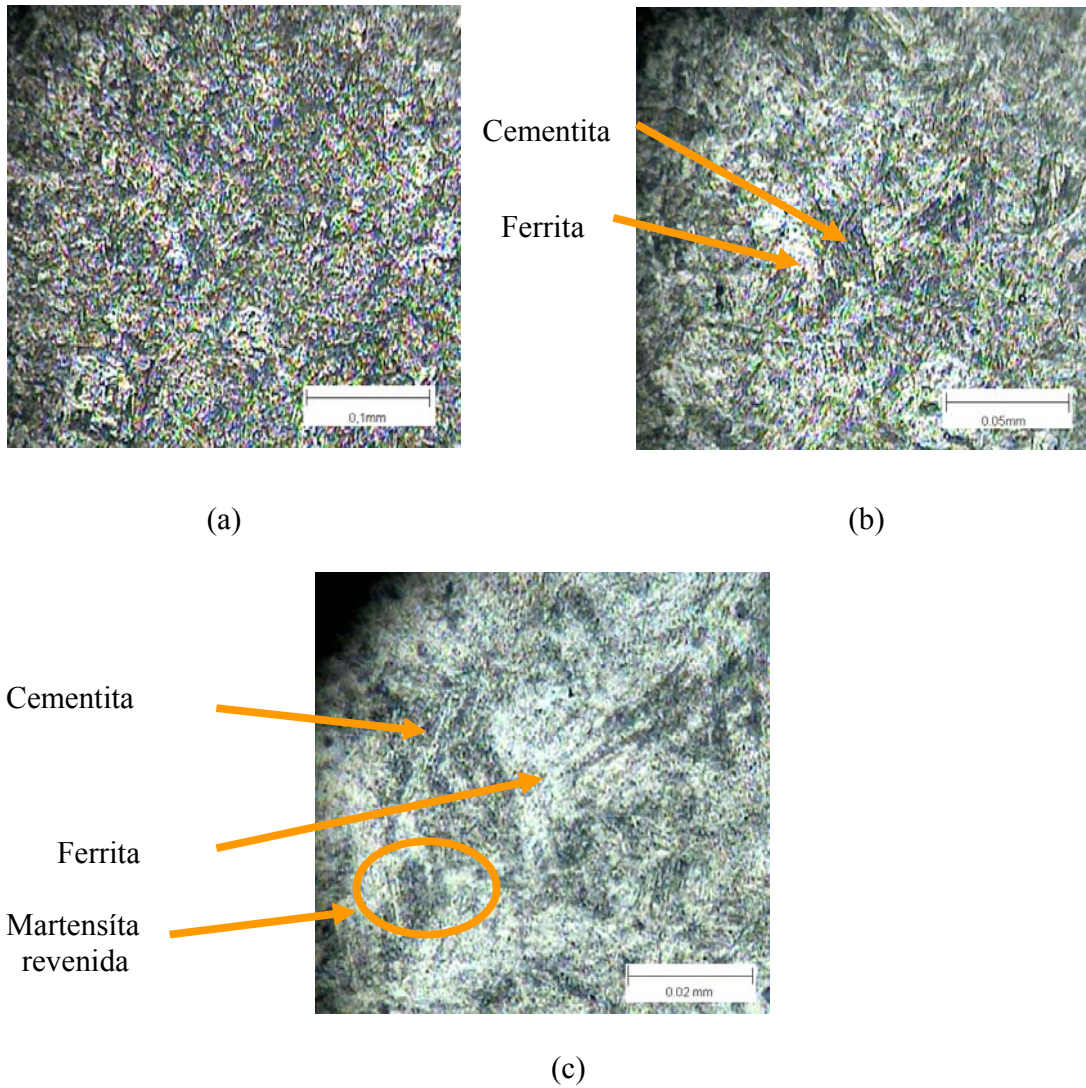 Cementita
Ferrita
0,1mm
0.05mm
(a)
(b)
Cementita
Ferrita
Martensíta
revenida
0.02 mm
(c)